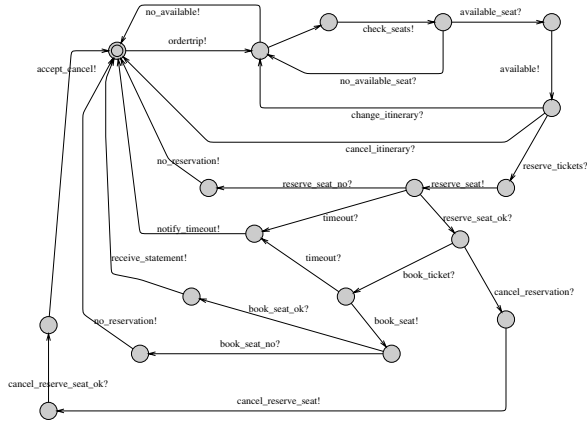 no_available!
available_seat?
check_seats!
ordertrip!
accept_cancel!
available!
no_available_seat?
change_itinerary?
cancel_itinerary?
no_reservation!
reserve_tickets?
reserve_seat_no?
reserve_seat!
timeout?
reserve_seat_ok?
notify_timeout!
receive_statement!
timeout?
book_ticket?
cancel_reservation?
book_seat_ok?
book_seat!
no_reservation!
book_seat_no?
cancel_reserve_seat_ok?
cancel_reserve_seat!